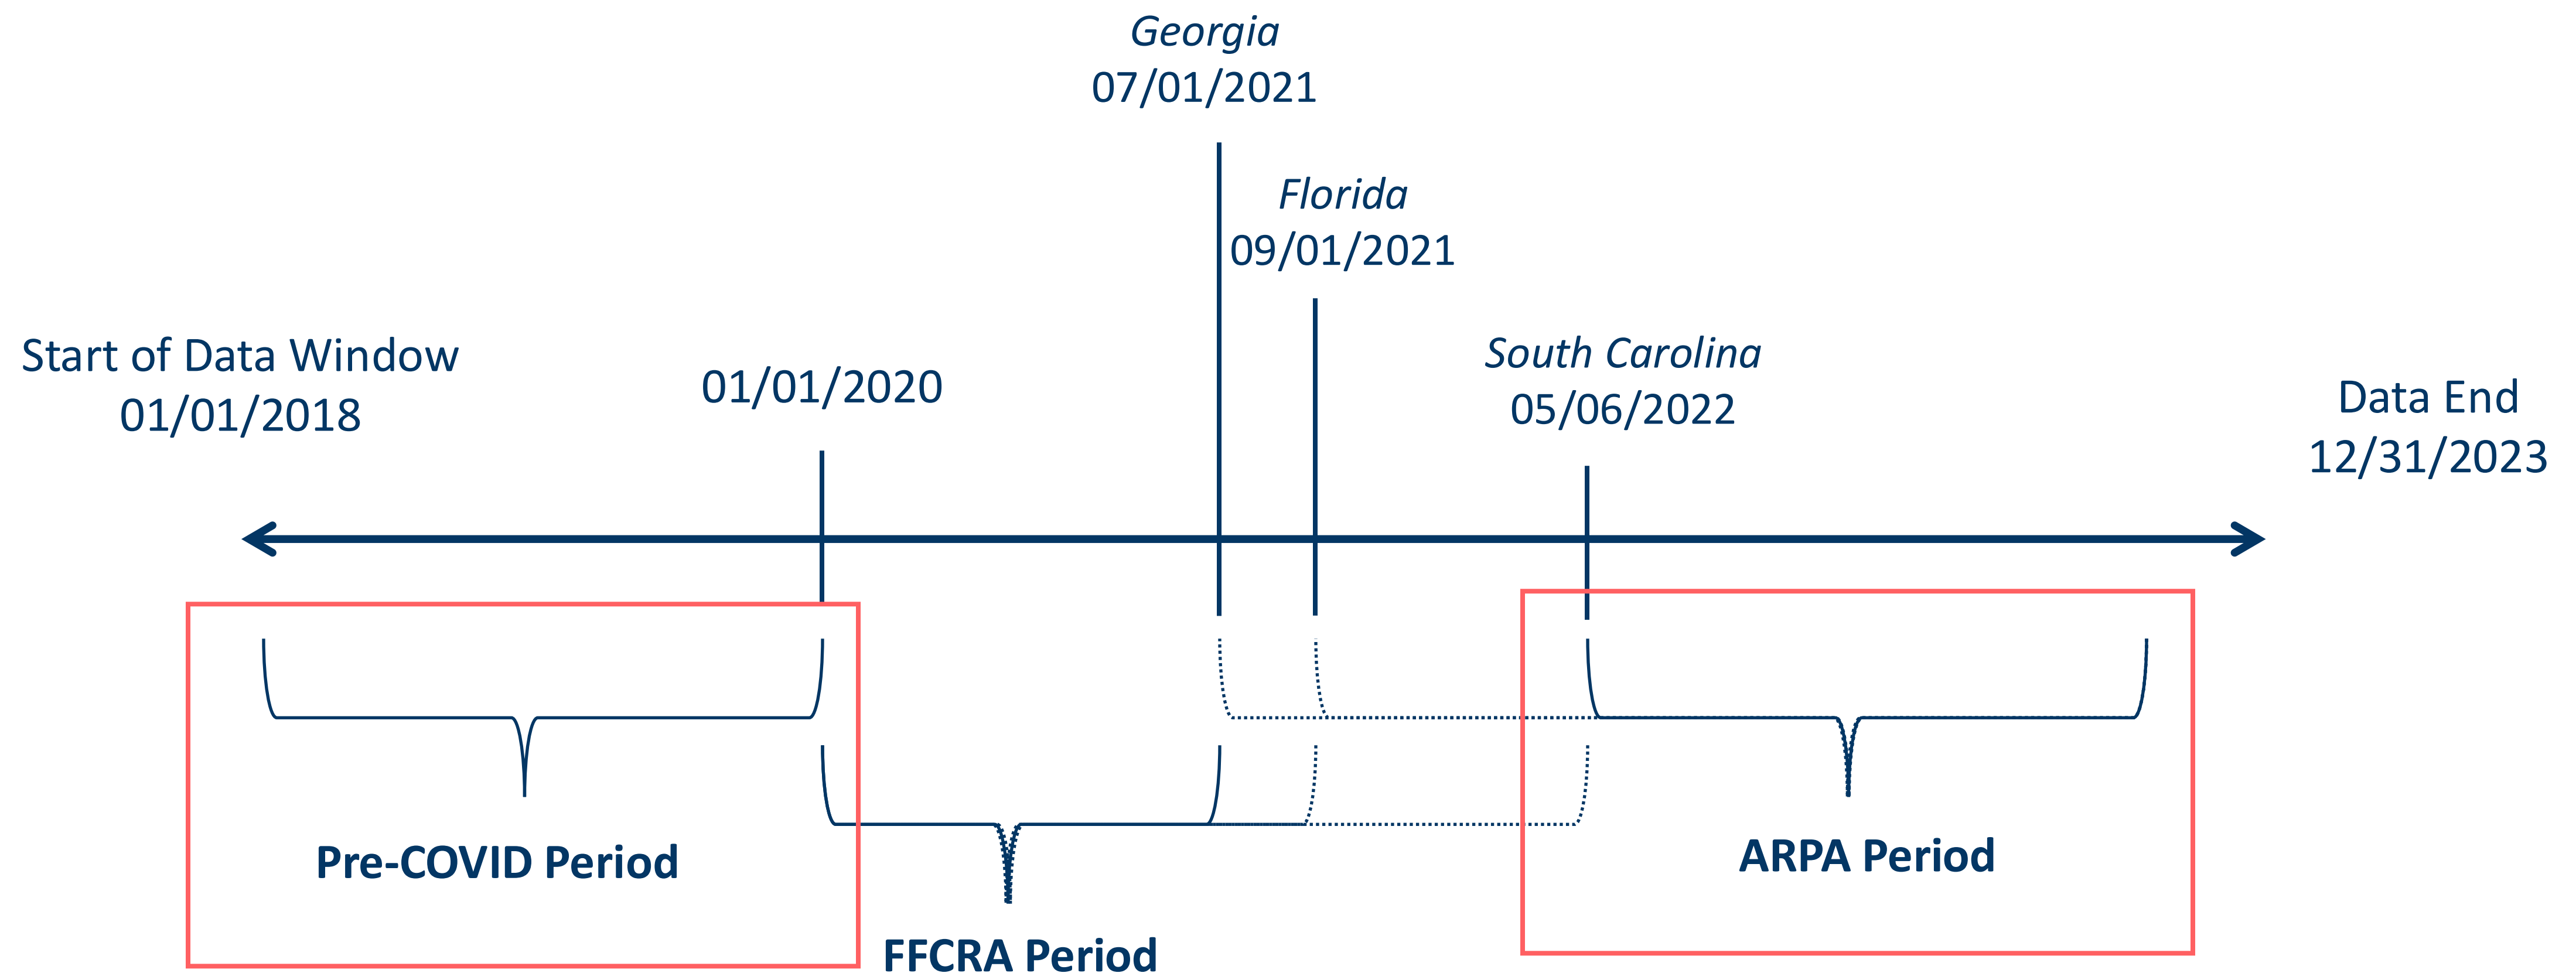 Georgia
07/01/2021
Florida
09/01/2021
Start of Data Window
01/01/2018
01/01/2020
South Carolina
05/06/2022
Data End
12/31/2023
Pre-COVID Period
FFCRA Period
ARPA Period